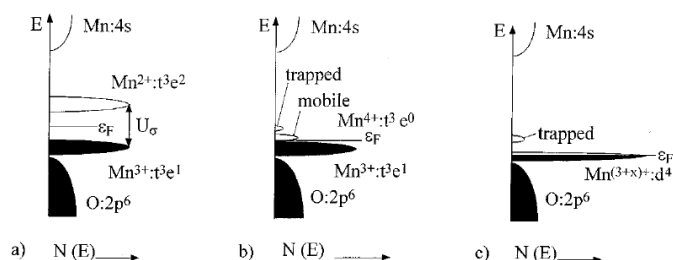 E
Mn:4s
Mn²⁺:t³e²
εF
Uσ
Mn³⁺:t³e¹
O:2p⁶
a) N (E)
E
Mn:4s
trapped
mobile
Mn⁴⁺:t³ e⁰
εF
Mn³⁺:t³e¹
O:2p⁶
b) N(E)
E
Mn:4s
trapped
εF
Mn⁽³⁺ˣ⁾⁺:d⁴
O:2p⁶
c) N (E)